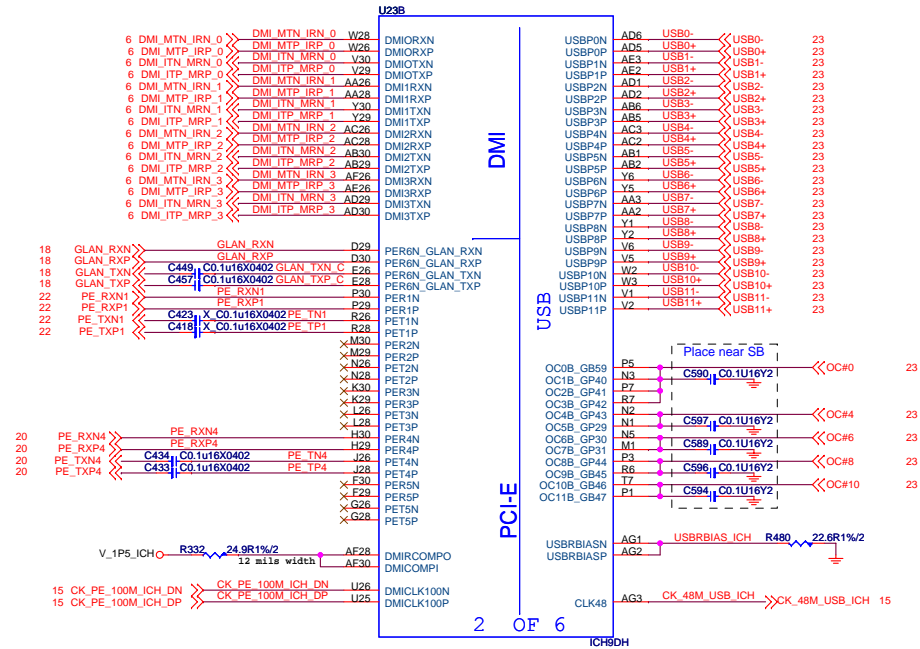 U23B
6 DMI_MTN_IRN_0 DMI_MTN_IRN_0 W28 DMIORXN
6 DMI_MTP_IRP_0 DMI_MTP_IRP_0 W26 DMIORXP
6 DMI_ITN_MRN_0 DMI_ITN_MRN_0 V30 DMIOTXN
6 DMI_ITP_MRP_0 DMI_ITP_MRP_0 V29 DMIOTXP
6 DMI_MTN_IRN_1 DMI_MTN_IRN_1 AA26 DMI1RXN
6 DMI_MTP_IRP_1 DMI_MTP_IRP_1 AA28 DMI1RXP
6 DMI_ITN_MRN_1 DMI_ITN_MRN_1 Y30 DMI1TXN
6 DMI_ITP_MRP_1 DMI_ITP_MRP_1 Y29 DMI1TXP
6 DMI_MTN_IRN_2 DMI_MTN_IRN_2 AC26 DMI2RXN
6 DMI_MTP_IRP_2 DMI_MTP_IRP_2 AC28 DMI2RXP
6 DMI_ITN_MRN_2 DMI_ITN_MRN_2 AB30 DMI2TXN
6 DMI_ITP_MRP_2 DMI_ITP_MRP_2 AB29 DMI2TXP
6 DMI_MTN_IRN_3 DMI_MTN_IRN_3 AF26 DMI3RXN
6 DMI_MTP_IRP_3 DMI_MTP_IRP_3 AE26 DMI3RXP
6 DMI_ITN_MRN_3 DMI_ITN_MRN_3 AD29 DMI3TXN
6 DMI_ITP_MRP_3 DMI_ITP_MRP_3 AD30 DMI3TXP
18 GLAN_RXN GLAN_RXN D29 PER6N_GLAN_RXN
18 GLAN_RXP GLAN_RXP D30 PER6N_GLAN_RXP
18 GLAN_TXN C449 C0.1u16X0402 GLAN_TXN_C E26 PER6N_GLAN_TXN
18 GLAN_TXP C457 C0.1u16X0402 GLAN_TXP_C E28 PER6N_GLAN_TXP
22 PE_RXN1 PE_RXN1 P30 PER1N
22 PE_RXP1 PE_RXP1 P29 PER1P
22 PE_TXN1 C423 X_C0.1u16X0402 PE_TN1 R26 PET1N
22 PE_TXP1 C418 X_C0.1u16X0402 PE_TP1 R28 PET1P
M30 PER2N
M29 PER2P
N26 PET2N
N28 PET2P
K30 PER3N
K29 PER3P
L26 PET3N
L28 PET3P
20 PE_RXN4 PE_RXN4 H30 PER4N
20 PE_RXP4 PE_RXP4 H29 PER4P
20 PE_TXN4 C434 C0.1u16X0402 PE_TN4 J26 PET4N
20 PE_TXP4 C433 C0.1u16X0402 PE_TP4 J28 PET4P
F30 PER5N
F29 PER5P
G26 PET5N
G28 PET5P
V_1P5_ICH R332 24.9R1%/2 AF28 DMIRCOMPO
12 mils width AF30 DMICOMPI
15 CK_PE_100M_ICH_DN CK_PE_100M_ICH_DN U26 DMICLK100N
15 CK_PE_100M_ICH_DP CK_PE_100M_ICH_DP U25 DMICLK100P
DMI
PCI-E
USB
2 OF 6
USBP0N AD6 USB0- USB0- 23
USBP0P AD5 USB0+ USB0+ 23
USBP1N AE3 USB1- USB1- 23
USBP1P AE2 USB1+ USB1+ 23
USBP2N AD1 USB2- USB2- 23
USBP2P AD2 USB2+ USB2+ 23
USBP3N AB6 USB3- USB3- 23
USBP3P AB5 USB3+ USB3+ 23
USBP4N AC3 USB4- USB4- 23
USBP4P AC2 USB4+ USB4+ 23
USBP5N AB1 USB5- USB5- 23
USBP5P AB2 USB5+ USB5+ 23
USBP6N Y6 USB6- USB6- 23
USBP6P Y5 USB6+ USB6+ 23
USBP7N AA3 USB7- USB7- 23
USBP7P AA2 USB7+ USB7+ 23
USBP8N Y1 USB8- USB8- 23
USBP8P Y2 USB8+ USB8+ 23
USBP9N V6 USB9- USB9- 23
USBP9P V5 USB9+ USB9+ 23
USBP10N W2 USB10- USB10- 23
USBP10P W3 USB10+ USB10+ 23
USBP11N V1 USB11- USB11- 23
USBP11P V2 USB11+ USB11+ 23
Place near SB
OC0B_GB59 P5 OC#0 23
OC1B_GP40 N3 C590 C0.1U16Y2
OC2B_GP41 P7
OC3B_GP42 R7
OC4B_GP43 N2 OC#4 23
OC5B_GP29 N1 C597 C0.1U16Y2
OC6B_GP30 N5 OC#6 23
OC7B_GP31 M1 C589 C0.1U16Y2
OC8B_GP44 P3 OC#8 23
OC9B_GB45 R6 C596 C0.1U16Y2
OC10B_GB46 T7 OC#10 23
OC11B_GB47 P1 C594 C0.1U16Y2
USBRBIASN AG1 USBRBIAS_ICH R480 22.6R1%/2
USBRBIASP AG2
CLK48 AG3 CK_48M_USB_ICH CK_48M_USB_ICH 15
ICH9DH